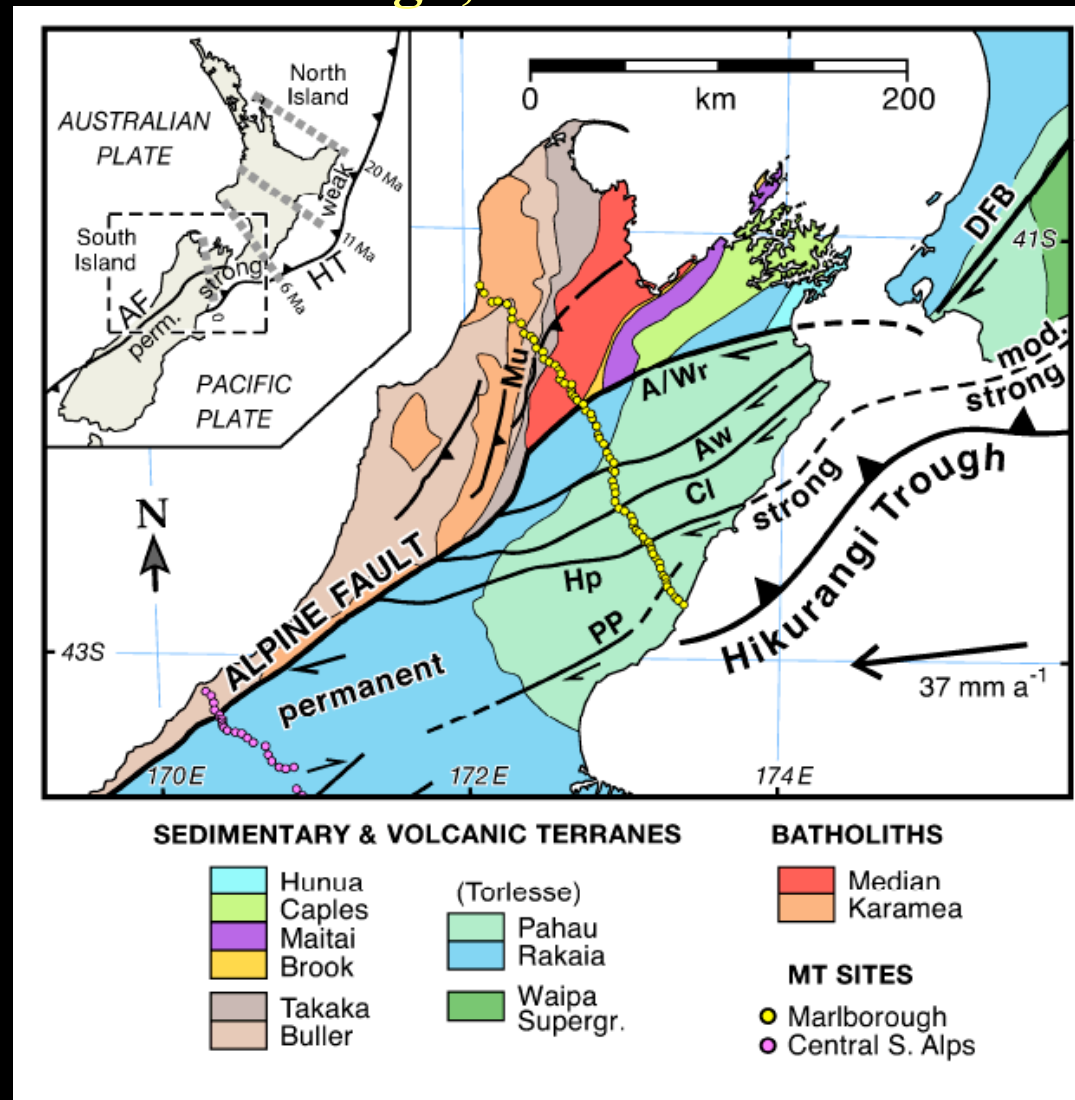 North
Island
AUSTRALIAN
PLATE
weak
20 Ma
11 Ma
South
Island
strong
HT
6 Ma
AF
perm.
PACIFIC
PLATE
0 km 200
DFB
41S
mod.
strong
Mu
A/Wr
Aw
Cl
strong
Hikurangi Trough
N
ALPINE FAULT
Hp
PP
43S
permanent
37 mm a-1
170E
172E
174E
SEDIMENTARY & VOLCANIC TERRANES
Hunua
Caples
Maitai
Brook
Takaka
Buller
(Torlesse)
Pahau
Rakaia
Waipa
Supergr.
BATHOLITHS
Median
Karamea
MT SITES
Marlborough
Central S. Alps